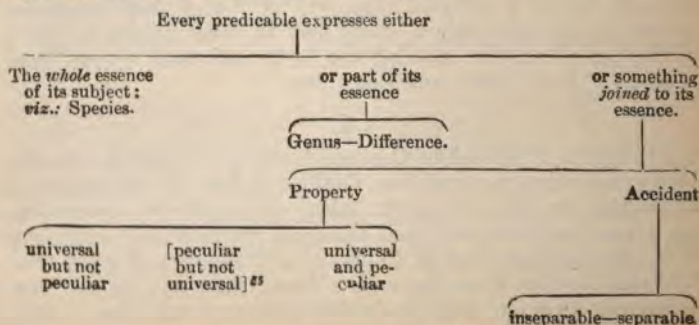 Every predicable expresses either
The whole essence
of its subject:
viz.: Species.
or part of its
essence
or something
joined to its
essence.
Genus—Difference.
Property
Accident
universal
but not
peculiar
[peculiar
but not
universal]
universal
and pe-
culiar
inseparable—separable